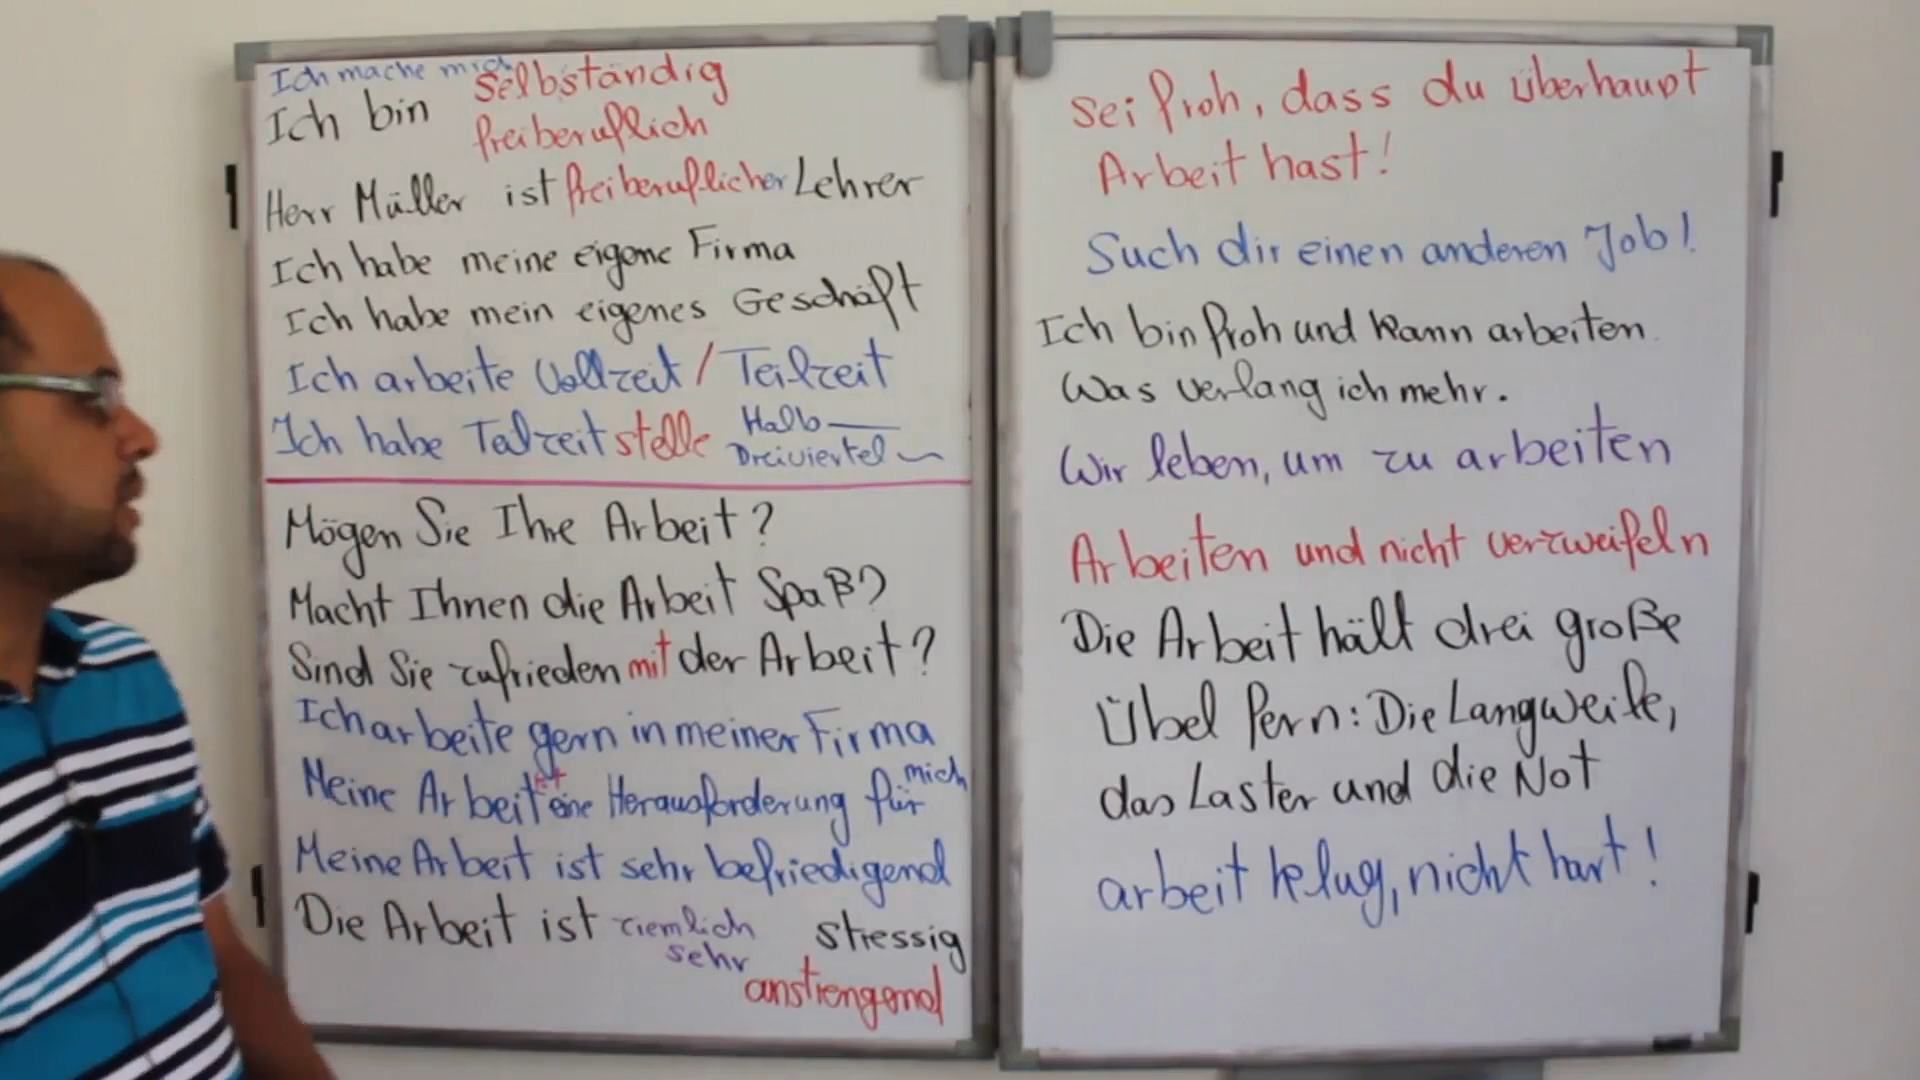 Ich mache mich
Ich bin selbständig
freiberuflich
Herr Müller ist freiberuflicher Lehrer
Ich habe meine eigene Firma
Ich habe mein eigenes Geschäft
Ich arbeite Vollzeit / Teilzeit
Ich habe Teilzeitstelle Halb—
Dreiviertel —
Mögen Sie Ihre Arbeit?
Macht Ihnen die Arbeit Spaß?
Sind Sie zufrieden mit der Arbeit?
Ich arbeite gern in meiner Firma
Meine Arbeit ist eine Herausforderung für mich
Meine Arbeit ist sehr befriedigend
Die Arbeit ist ziemlich stressig
sehr
anstrengend
Sei froh, dass du überhaupt
Arbeit hast!
Such dir einen anderen Job!
Ich bin froh und kann arbeiten.
Was verlang ich mehr.
Wir leben, um zu arbeiten
Arbeiten und nicht verzweifeln
Die Arbeit hält drei große
Übel fern: Die Langweile,
das Laster und die Not
arbeit klug, nicht hart!